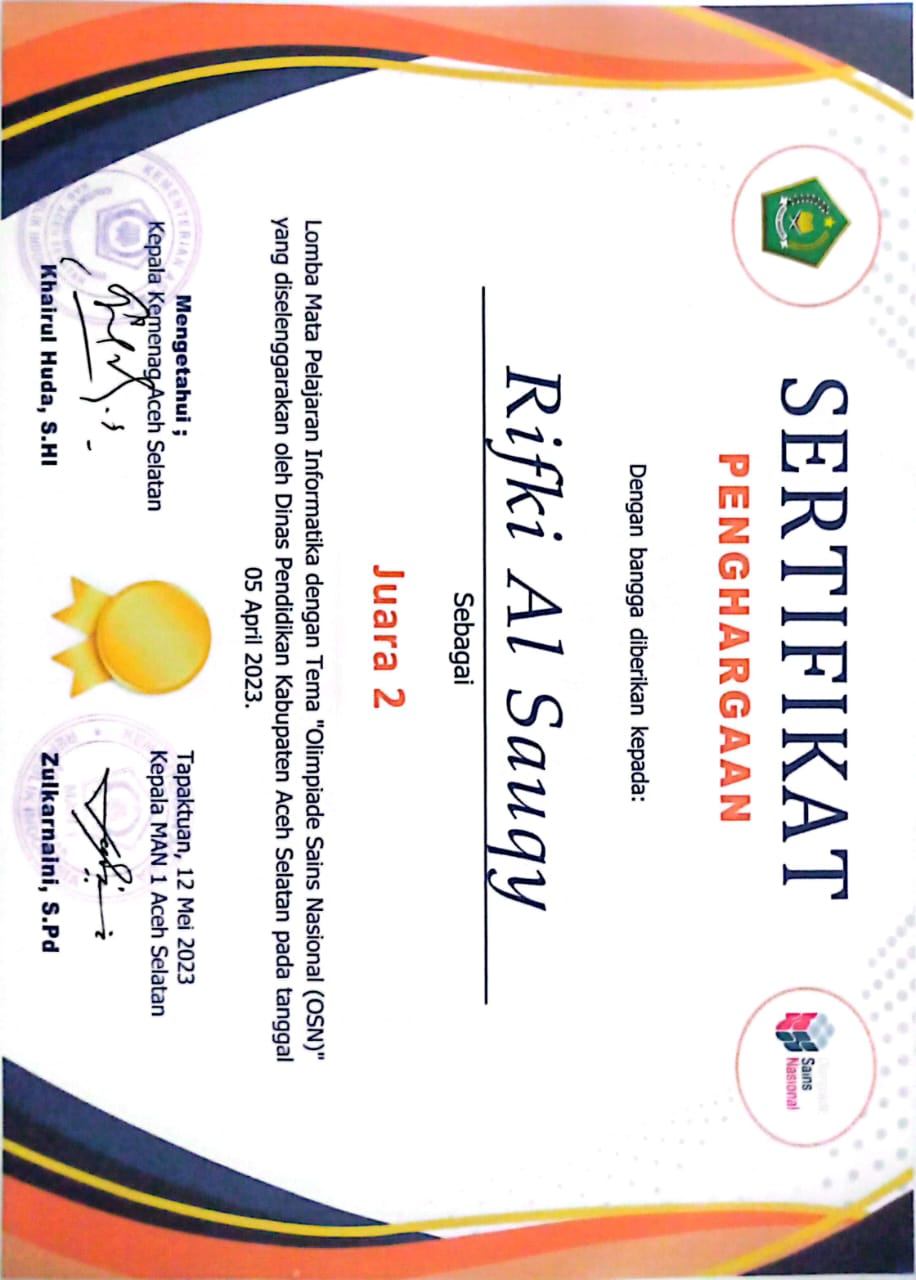 Sains
Nasional
SERTIFIKAT
PENGHARGAAN
Dengan bangga diberikan kepada:
Rifki Al Sauqy
Sebagai
Juara 2
Lomba Mata Pelajaran Informatika dengan Tema "Olimpiade Sains Nasional (OSN)"
yang diselenggarakan oleh Dinas Pendidikan Kabupaten Aceh Selatan pada tanggal
05 April 2023.
Mengetahui ;
Kepala Kemenag Aceh Selatan
Khairul Huda, S.HI
Tapaktuan, 12 Mei 2023
Kepala MAN 1 Aceh Selatan
Zulkarnaini, S.Pd